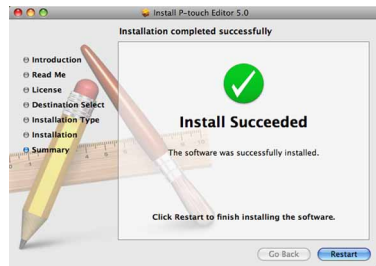 Install P-touch Editor 5.0
Installation completed successfully
Introduction
Read Me
License
Destination Select
Installation Type
Installation
Summary
Install Succeeded
The software was successfully installed.
Click Restart to finish installing the software.
Go Back
Restart